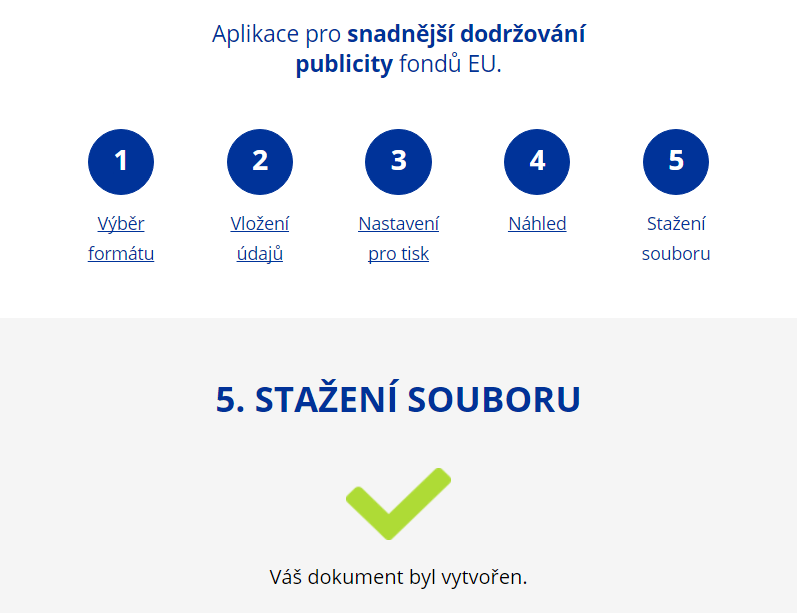 Aplikace pro snadnější dodržování
publicity fondů EU.
1 2 3 4 5
Výběr formátu
Vložení údajů
Nastavení pro tisk
Náhled
Stažení souboru
5. STAŽENÍ SOUBORU
Váš dokument byl vytvořen.